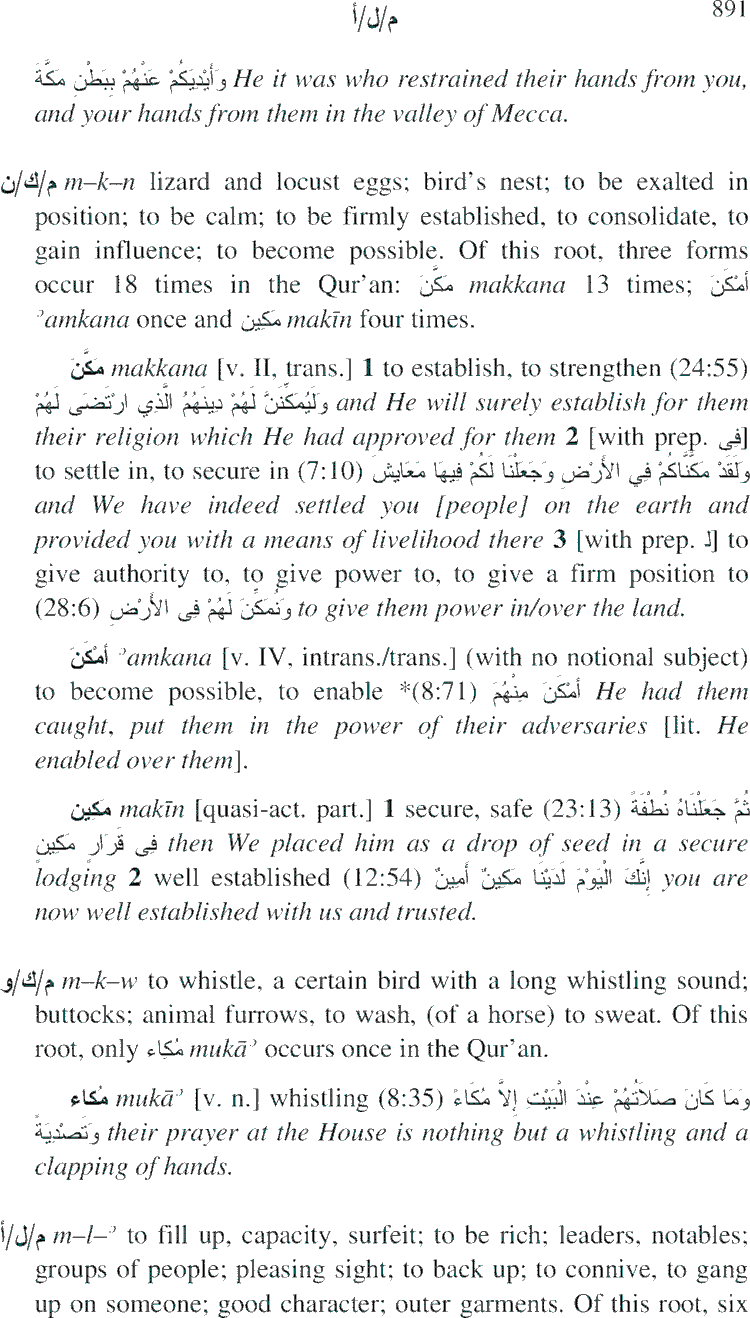 م/ل/أ 891
وَأَيْدِيَكُمْ عَنْهُمْ بِبَطْنِ مَكَّةَ He it was who restrained their hands from you,
and your hands from them in the valley of Mecca.
م/ك/ن m–k–n lizard and locust eggs; bird's nest; to be exalted in
position; to be calm; to be firmly established, to consolidate, to
gain influence; to become possible. Of this root, three forms
occur 18 times in the Qur'an: مَكَّنَ makkana 13 times; أَمْكَنَ
ʾamkana once and مَكِين makīn four times.
مَكَّنَ makkana [v. II, trans.] 1 to establish, to strengthen (24:55)
وَلَيُمَكِّنَنَّ لَهُمْ دِينَهُمُ الَّذِي ارْتَضَى لَهُمْ and He will surely establish for them
their religion which He had approved for them 2 [with prep. فِى]
to settle in, to secure in (7:10) وَلَقَدْ مَكَّنَّاكُمْ فِي الأَرْضِ وَجَعَلْنَا لَكُمْ فِيهَا مَعَايِشَ
and We have indeed settled you [people] on the earth and
provided you with a means of livelihood there 3 [with prep. لـ] to
give authority to, to give power to, to give a firm position to
(28:6) وَنُمَكِّنَ لَهُمْ فِى الأَرْضِ to give them power in/over the land.
أَمْكَنَ ʾamkana [v. IV, intrans./trans.] (with no notional subject)
to become possible, to enable *(8:71) أَمْكَنَ مِنْهُمَ He had them
caught, put them in the power of their adversaries [lit. He
enabled over them].
مَكِين makīn [quasi-act. part.] 1 secure, safe (23:13) ثُمَّ جَعَلْنَاهُ نُطْفَةً
فِى قَرَارٍ مَكِينٍ then We placed him as a drop of seed in a secure
lodging 2 well established (12:54) إِنَّكَ الْيَوْمَ لَدَيْنَا مَكِينٌ أَمِينٌ you are
now well established with us and trusted.
م/ك/و m–k–w to whistle, a certain bird with a long whistling sound;
buttocks; animal furrows, to wash, (of a horse) to sweat. Of this
root, only مُكاء mukāʾ occurs once in the Qur'an.
مُكاء mukāʾ [v. n.] whistling (8:35) وَمَا كَانَ صَلاَتُهُمْ عِنْدَ الْبَيْتِ إِلاَّ مُكَاءً
وَتَصْدِيَةً their prayer at the House is nothing but a whistling and a
clapping of hands.
م/ل/أ m–l–ʾ to fill up, capacity, surfeit; to be rich; leaders, notables;
groups of people; pleasing sight; to back up; to connive, to gang
up on someone; good character; outer garments. Of this root, six